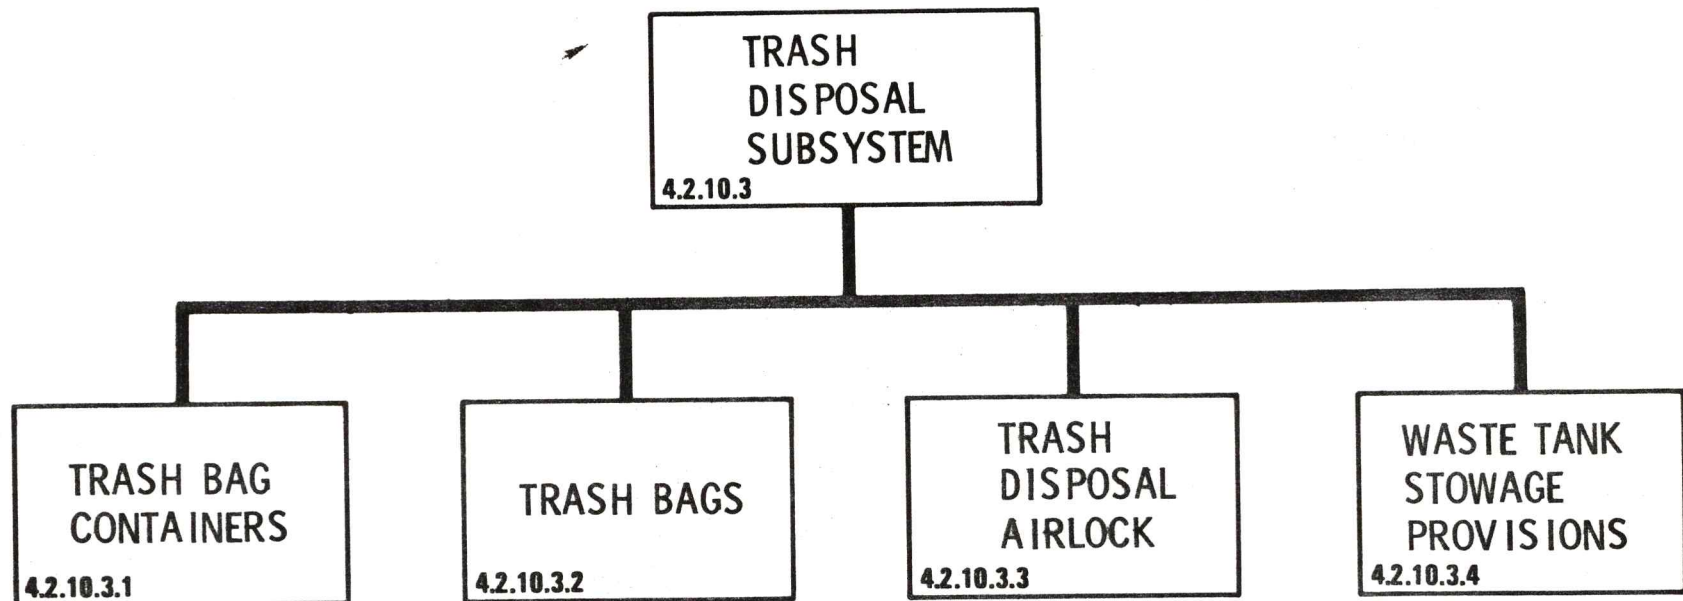 TRASH
DISPOSAL
SUBSYSTEM
4.2.10.3
TRASH BAG
CONTAINERS
4.2.10.3.1
TRASH BAGS
4.2.10.3.2
TRASH
DISPOSAL
AIRLOCK
4.2.10.3.3
WASTE TANK
STOWAGE
PROVISIONS
4.2.10.3.4